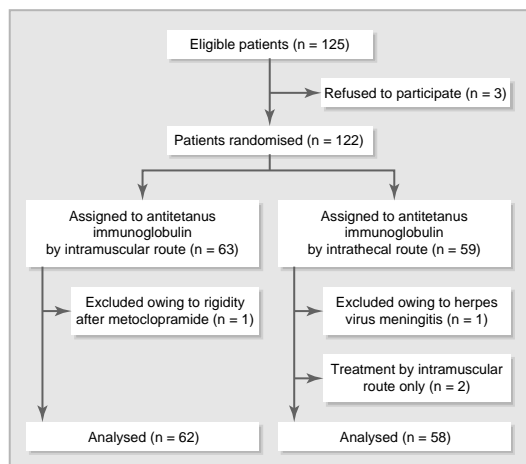 Eligible patients (n = 125)
Refused to participate (n = 3)
Patients randomised (n = 122)
Assigned to antitetanus
immunoglobulin
by intramuscular route (n = 63)
Assigned to antitetanus
immunoglobulin
by intrathecal route (n = 59)
Excluded owing to rigidity
after metoclopramide (n = 1)
Excluded owing to herpes
virus meningitis (n = 1)
Treatment by intramuscular
route only (n = 2)
Analysed (n = 62)
Analysed (n = 58)